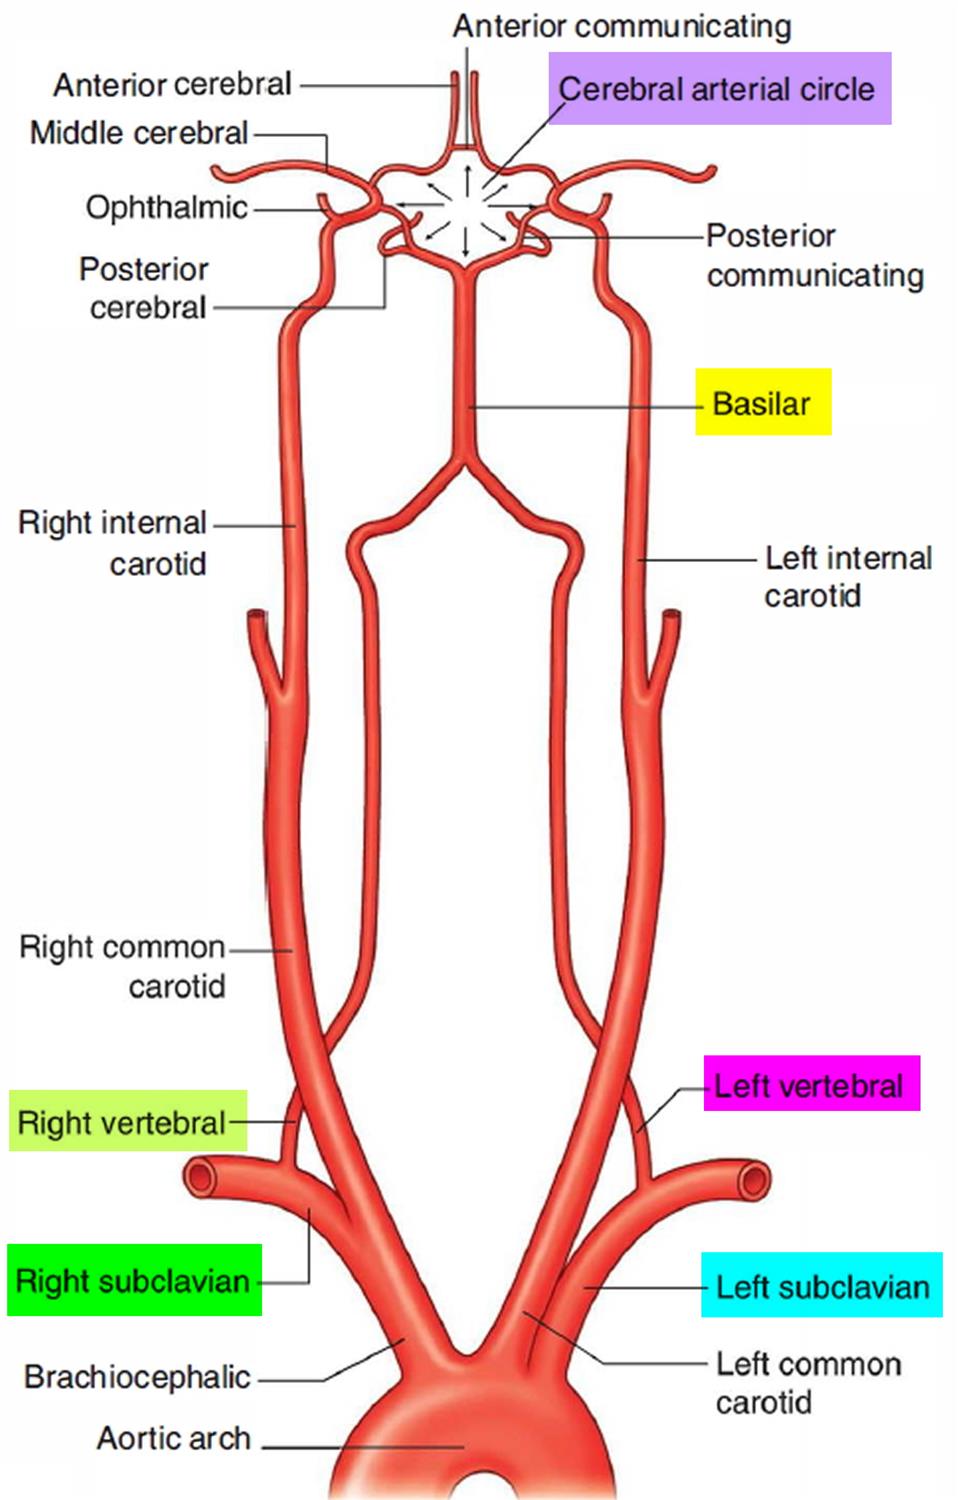 Anterior communicating
Anterior cerebral
Cerebral arterial circle
Middle cerebral
Ophthalmic
Posterior
communicating
Posterior
cerebral
Basilar
Right internal
carotid
Left internal
carotid
Right common
carotid
Left vertebral
Right vertebral
Right subclavian
Left subclavian
Brachiocephalic
Left common
carotid
Aortic arch